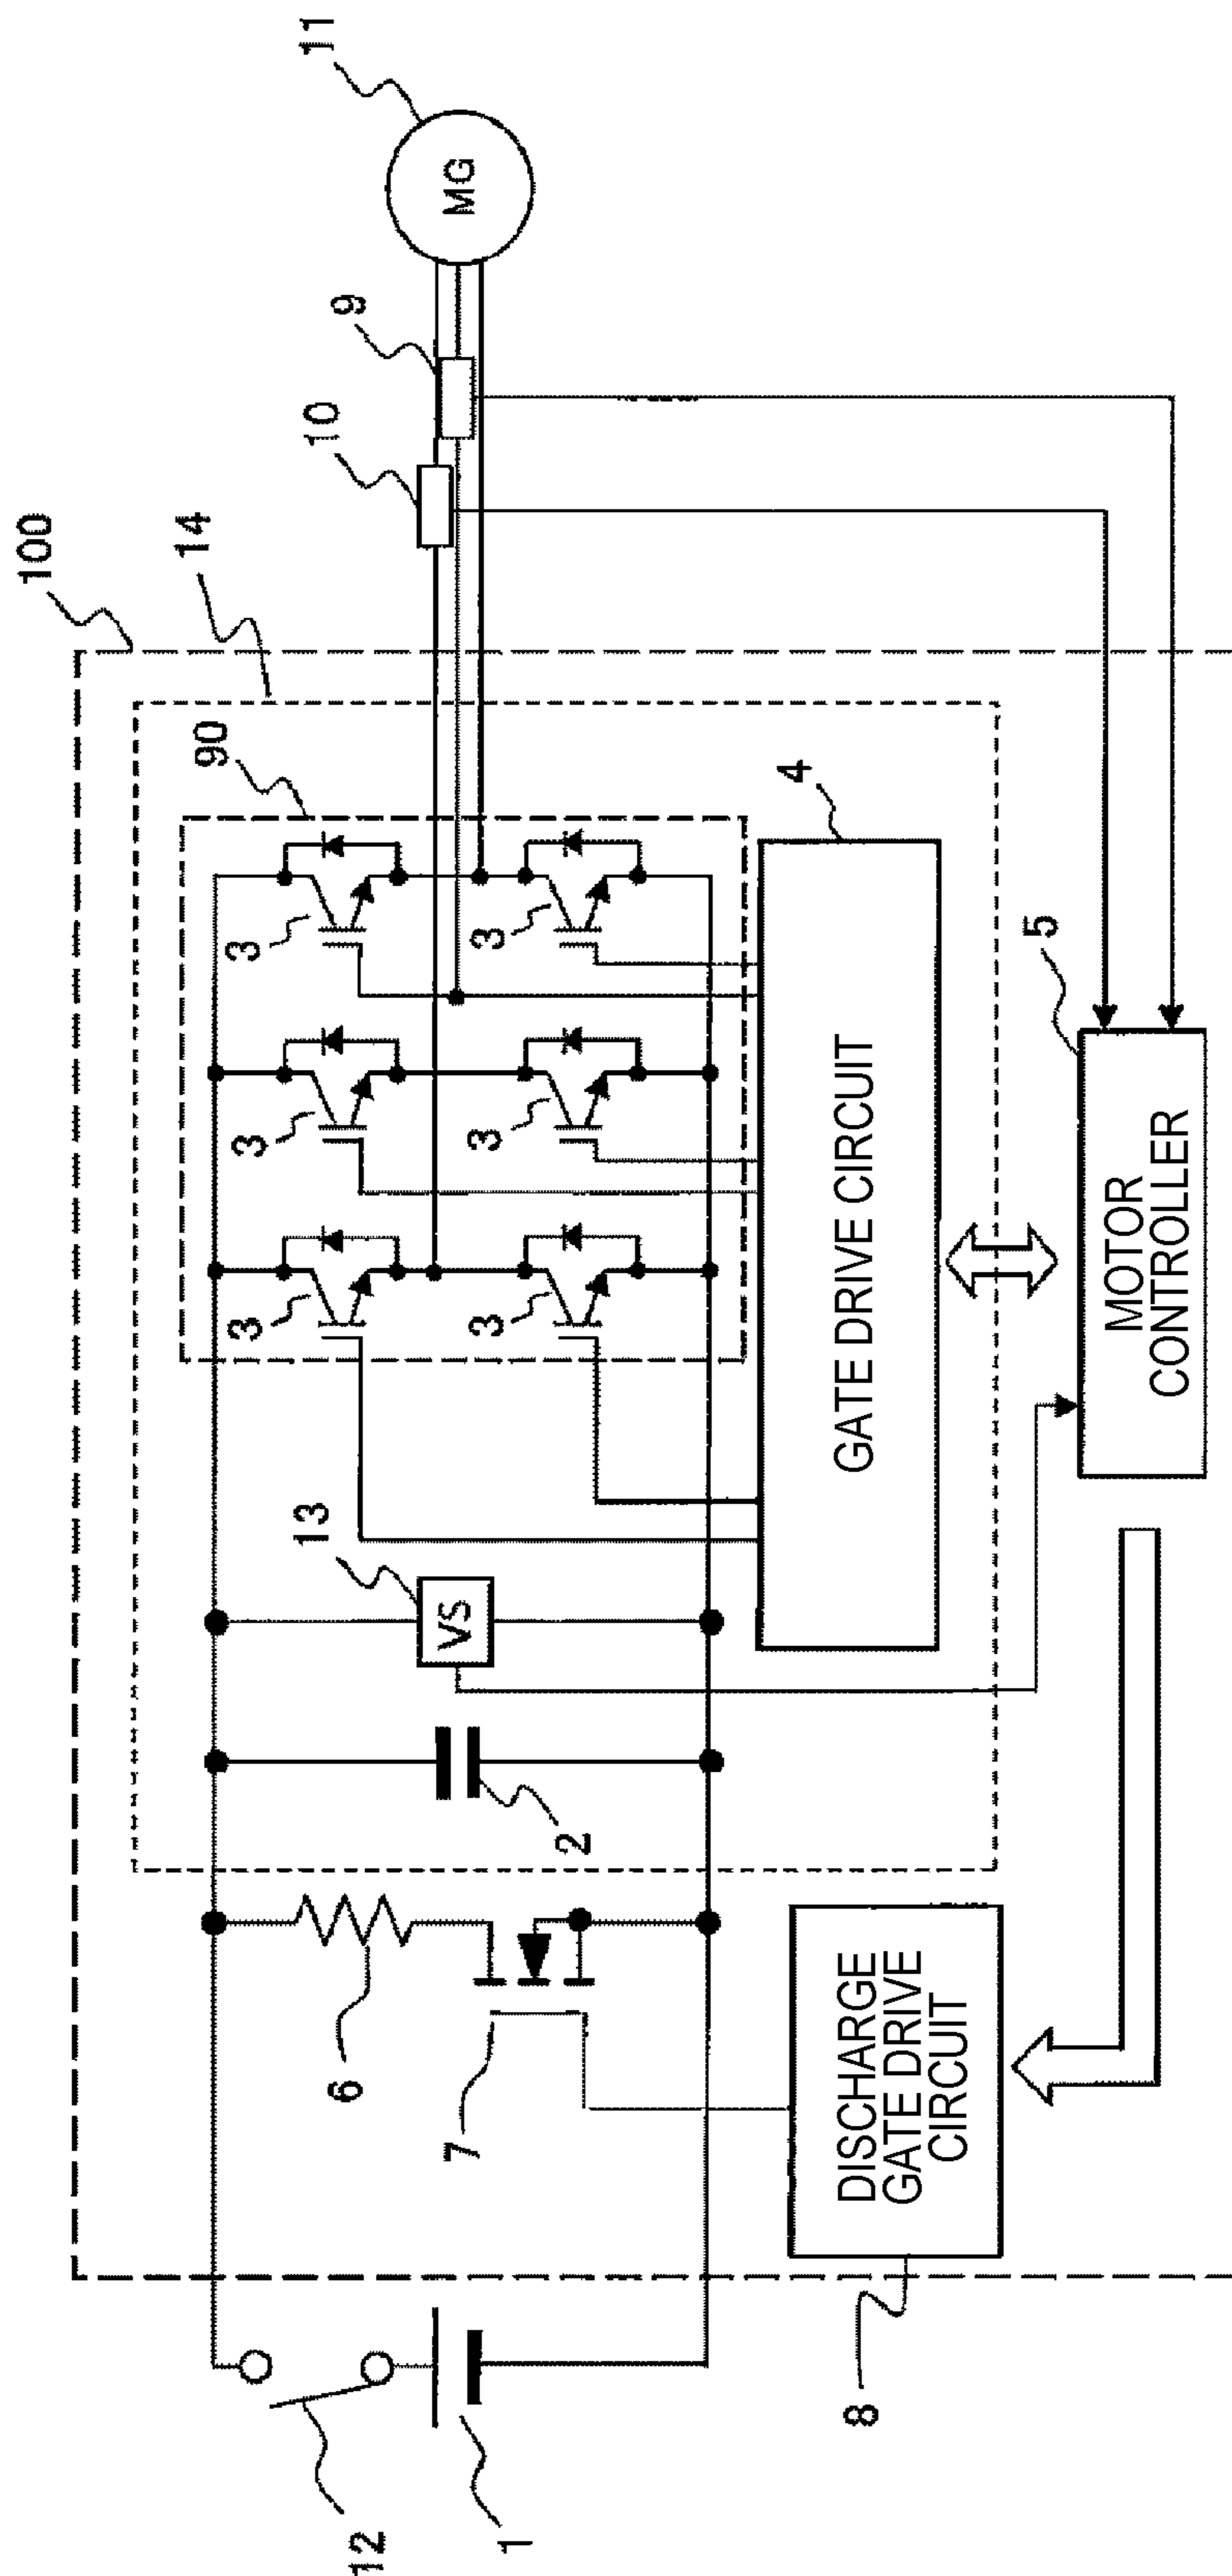 100
14
90
11
MG
9
10
3
3
3
3
3
3
13
VS
2
6
7
12
1
4
GATE DRIVE CIRCUIT
5
MOTOR
CONTROLLER
DISCHARGE
GATE DRIVE
CIRCUIT
8